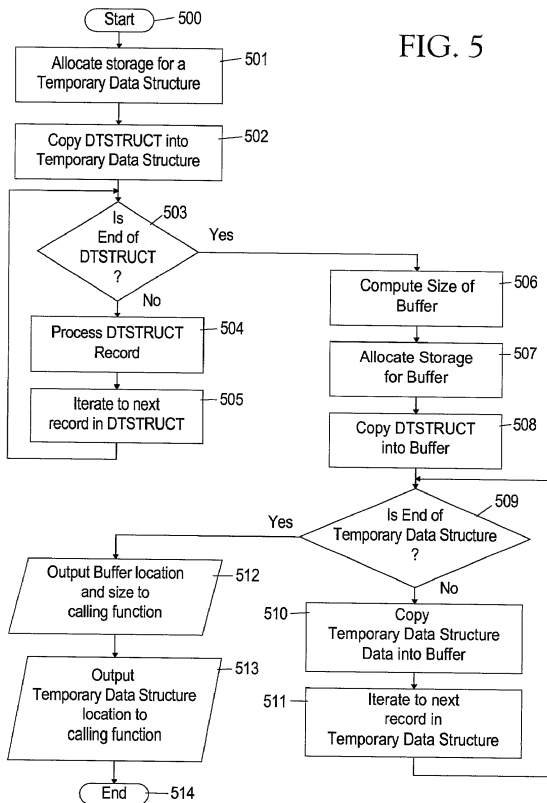 FIG. 5
Start
500
Allocate storage for a
Temporary Data Structure
501
Copy DTSTRUCT into
Temporary Data Structure
502
Is
End of
DTSTRUCT
?
503
Yes
No
Process DTSTRUCT
Record
504
Iterate to next
record in DTSTRUCT
505
Compute Size of
Buffer
506
Allocate Storage
for Buffer
507
Copy DTSTRUCT
into Buffer
508
Is End of
Temporary Data Structure
?
509
Yes
No
Copy
Temporary Data Structure
Data into Buffer
510
Iterate to next
record in
Temporary Data Structure
511
Output Buffer location
and size to
calling function
512
Output
Temporary Data Structure
location to
calling function
513
End
514